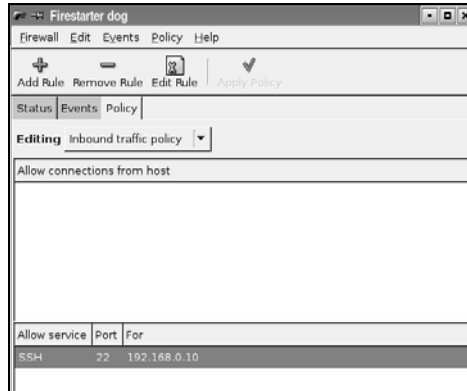 Firestarter dog
Firewall Edit Events Policy Help
Add Rule Remove Rule Edit Rule Apply Policy
Status Events Policy
Editing Inbound traffic policy
Allow connections from host
Allow service Port For
SSH 22 192.168.0.10